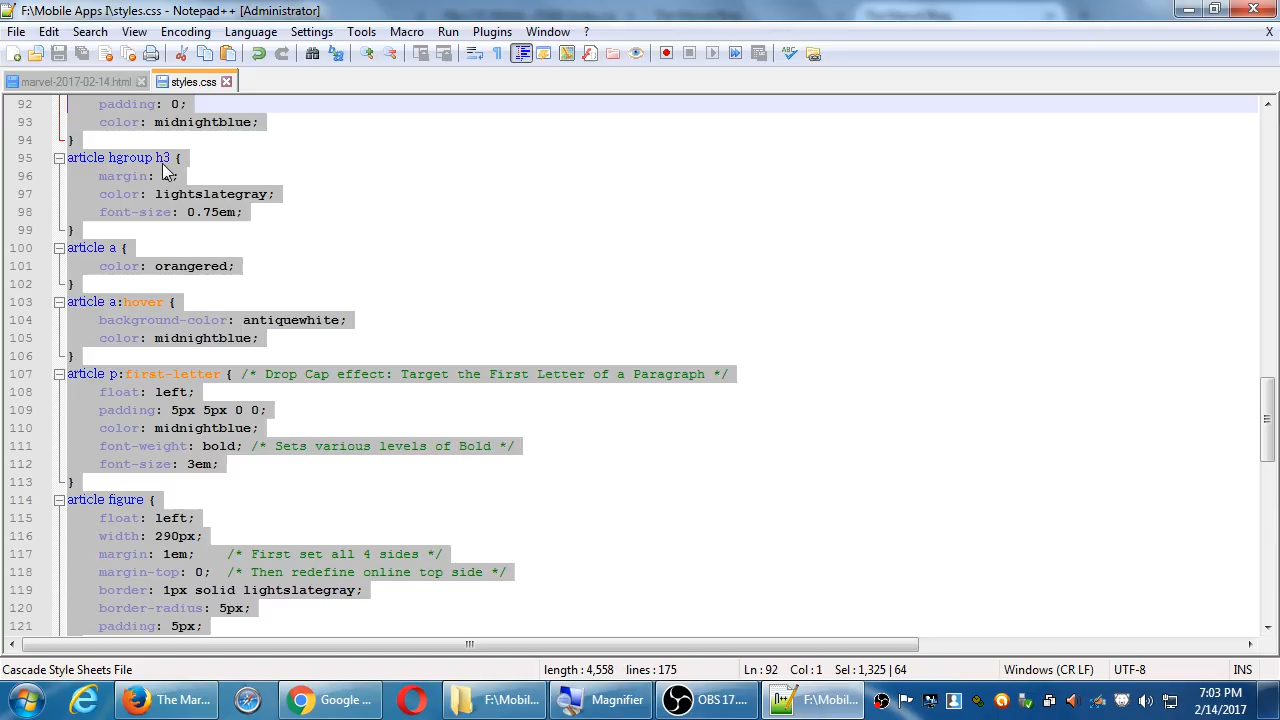 F:\Mobile Apps I\styles.css - Notepad++ [Administrator]
File Edit Search View Encoding Language Settings Tools Macro Run Plugins Window ? X
marvel-2017-02-14.html styles.css
92 padding: 0;
93 color: midnightblue;
94 }
95 article hgroup h3 {
96 margin: ;
97 color: lightslategray;
98 font-size: 0.75em;
99 }
100 article a {
101 color: orangered;
102 }
103 article a:hover {
104 background-color: antiquewhite;
105 color: midnightblue;
106 }
107 article p:first-letter { /* Drop Cap effect: Target the First Letter of a Paragraph */
108 float: left;
109 padding: 5px 5px 0 0;
110 color: midnightblue;
111 font-weight: bold; /* Sets various levels of Bold */
112 font-size: 3em;
113 }
114 article figure {
115 float: left;
116 width: 290px;
117 margin: 1em; /* First set all 4 sides */
118 margin-top: 0; /* Then redefine online top side */
119 border: 1px solid lightslategray;
120 border-radius: 5px;
121 padding: 5px;
Cascade Style Sheets File length : 4,558 lines : 175 Ln : 92 Col : 1 Sel : 1,325 | 64 Windows (CR LF) UTF-8 INS
The Mar... Google ... F:\Mobil... Magnifier OBS 17.... F:\Mobil... 7:03 PM
2/14/2017